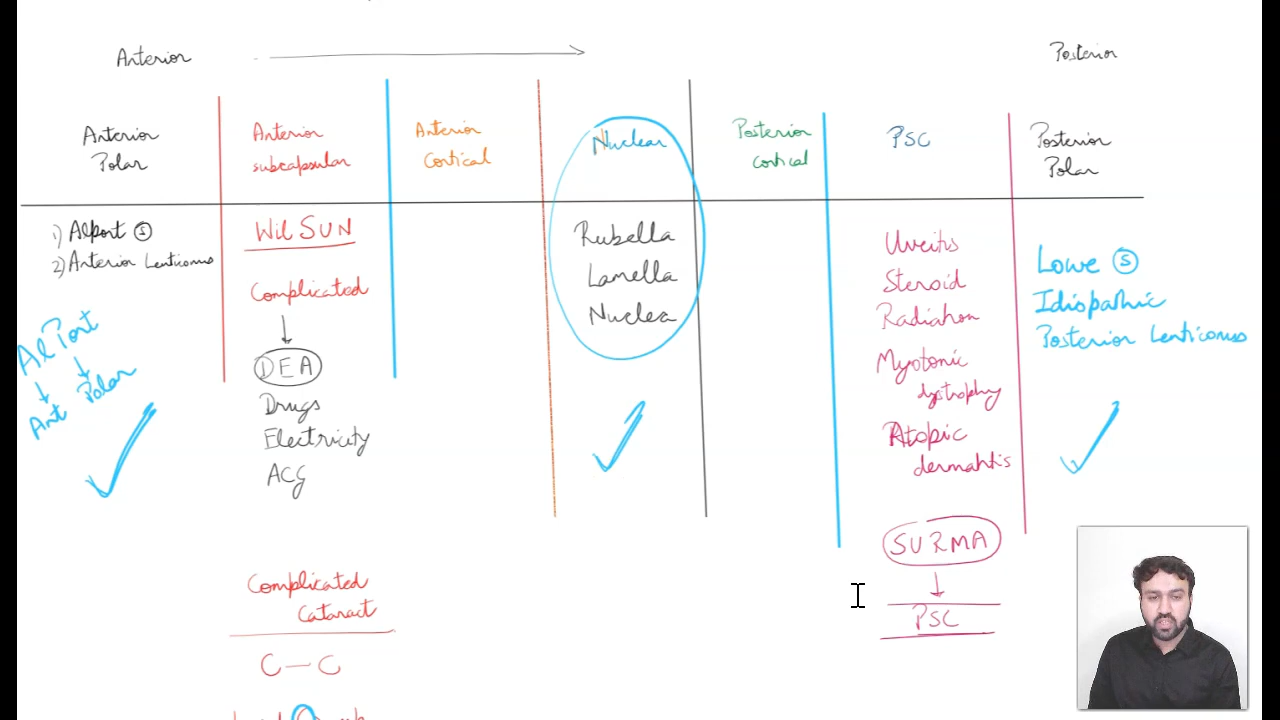 Anterior
Posterior
Anterior
Polar
Anterior
subcapsular
Anterior
Cortical
Nuclear
Posterior
cortical
PSC
Posterior
Polar
1) Alport Ⓢ
2) Anterior Lenticonus
AlPort
Ant Polar
WilSUN
Complicated
DEA
Drugs
Electricity
ACG
Rubella
Lamella
Nuclea
Uveitis
Steroid
Radiation
Myotonic
dystrophy
Atopic
dermatitis
SURMA
PSC
Lowe Ⓢ
Idiopathic
Posterior Lenticonus
Complicated
Cataract
C-C